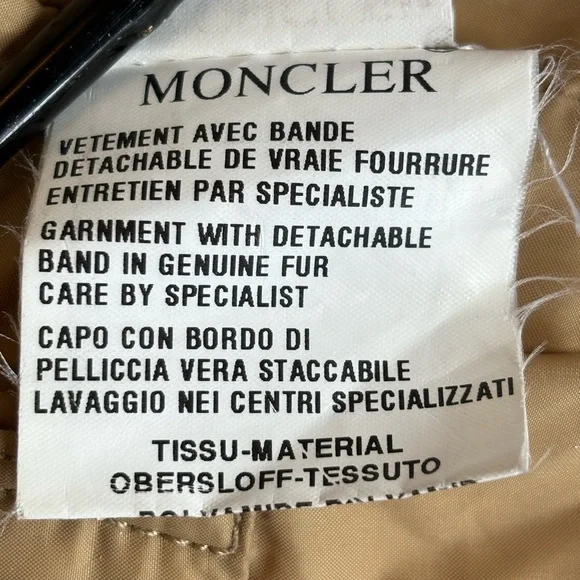 MONCLER
VETEMENT AVEC BANDE
DETACHABLE DE VRAIE FOURRURE
ENTRETIEN PAR SPECIALISTE
GARNMENT WITH DETACHABLE
BAND IN GENUINE FUR
CARE BY SPECIALIST
CAPO CON BORDO DI
PELLICCIA VERA STACCABILE
LAVAGGIO NEI CENTRI SPECIALIZZATI
TISSU-MATERIAL
OBERSLOFF-TESSUTO